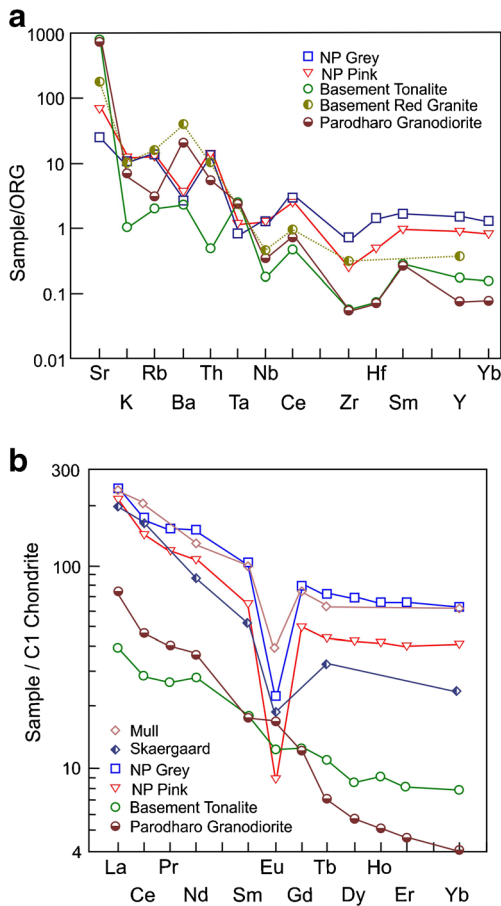 a
1000
100
10
1
0.1
0.01
Sample/ORG
NP Grey
NP Pink
Basement Tonalite
Basement Red Granite
Parodharo Granodiorite
Sr Rb Th Nb Hf Yb
K Ba Ta Ce Zr Sm Y
b
300
100
10
4
Sample / C1 Chondrite
Mull
Skaergaard
NP Grey
NP Pink
Basement Tonalite
Parodharo Granodiorite
La Pr Eu Tb Ho
Ce Nd Sm Gd Dy Er Yb